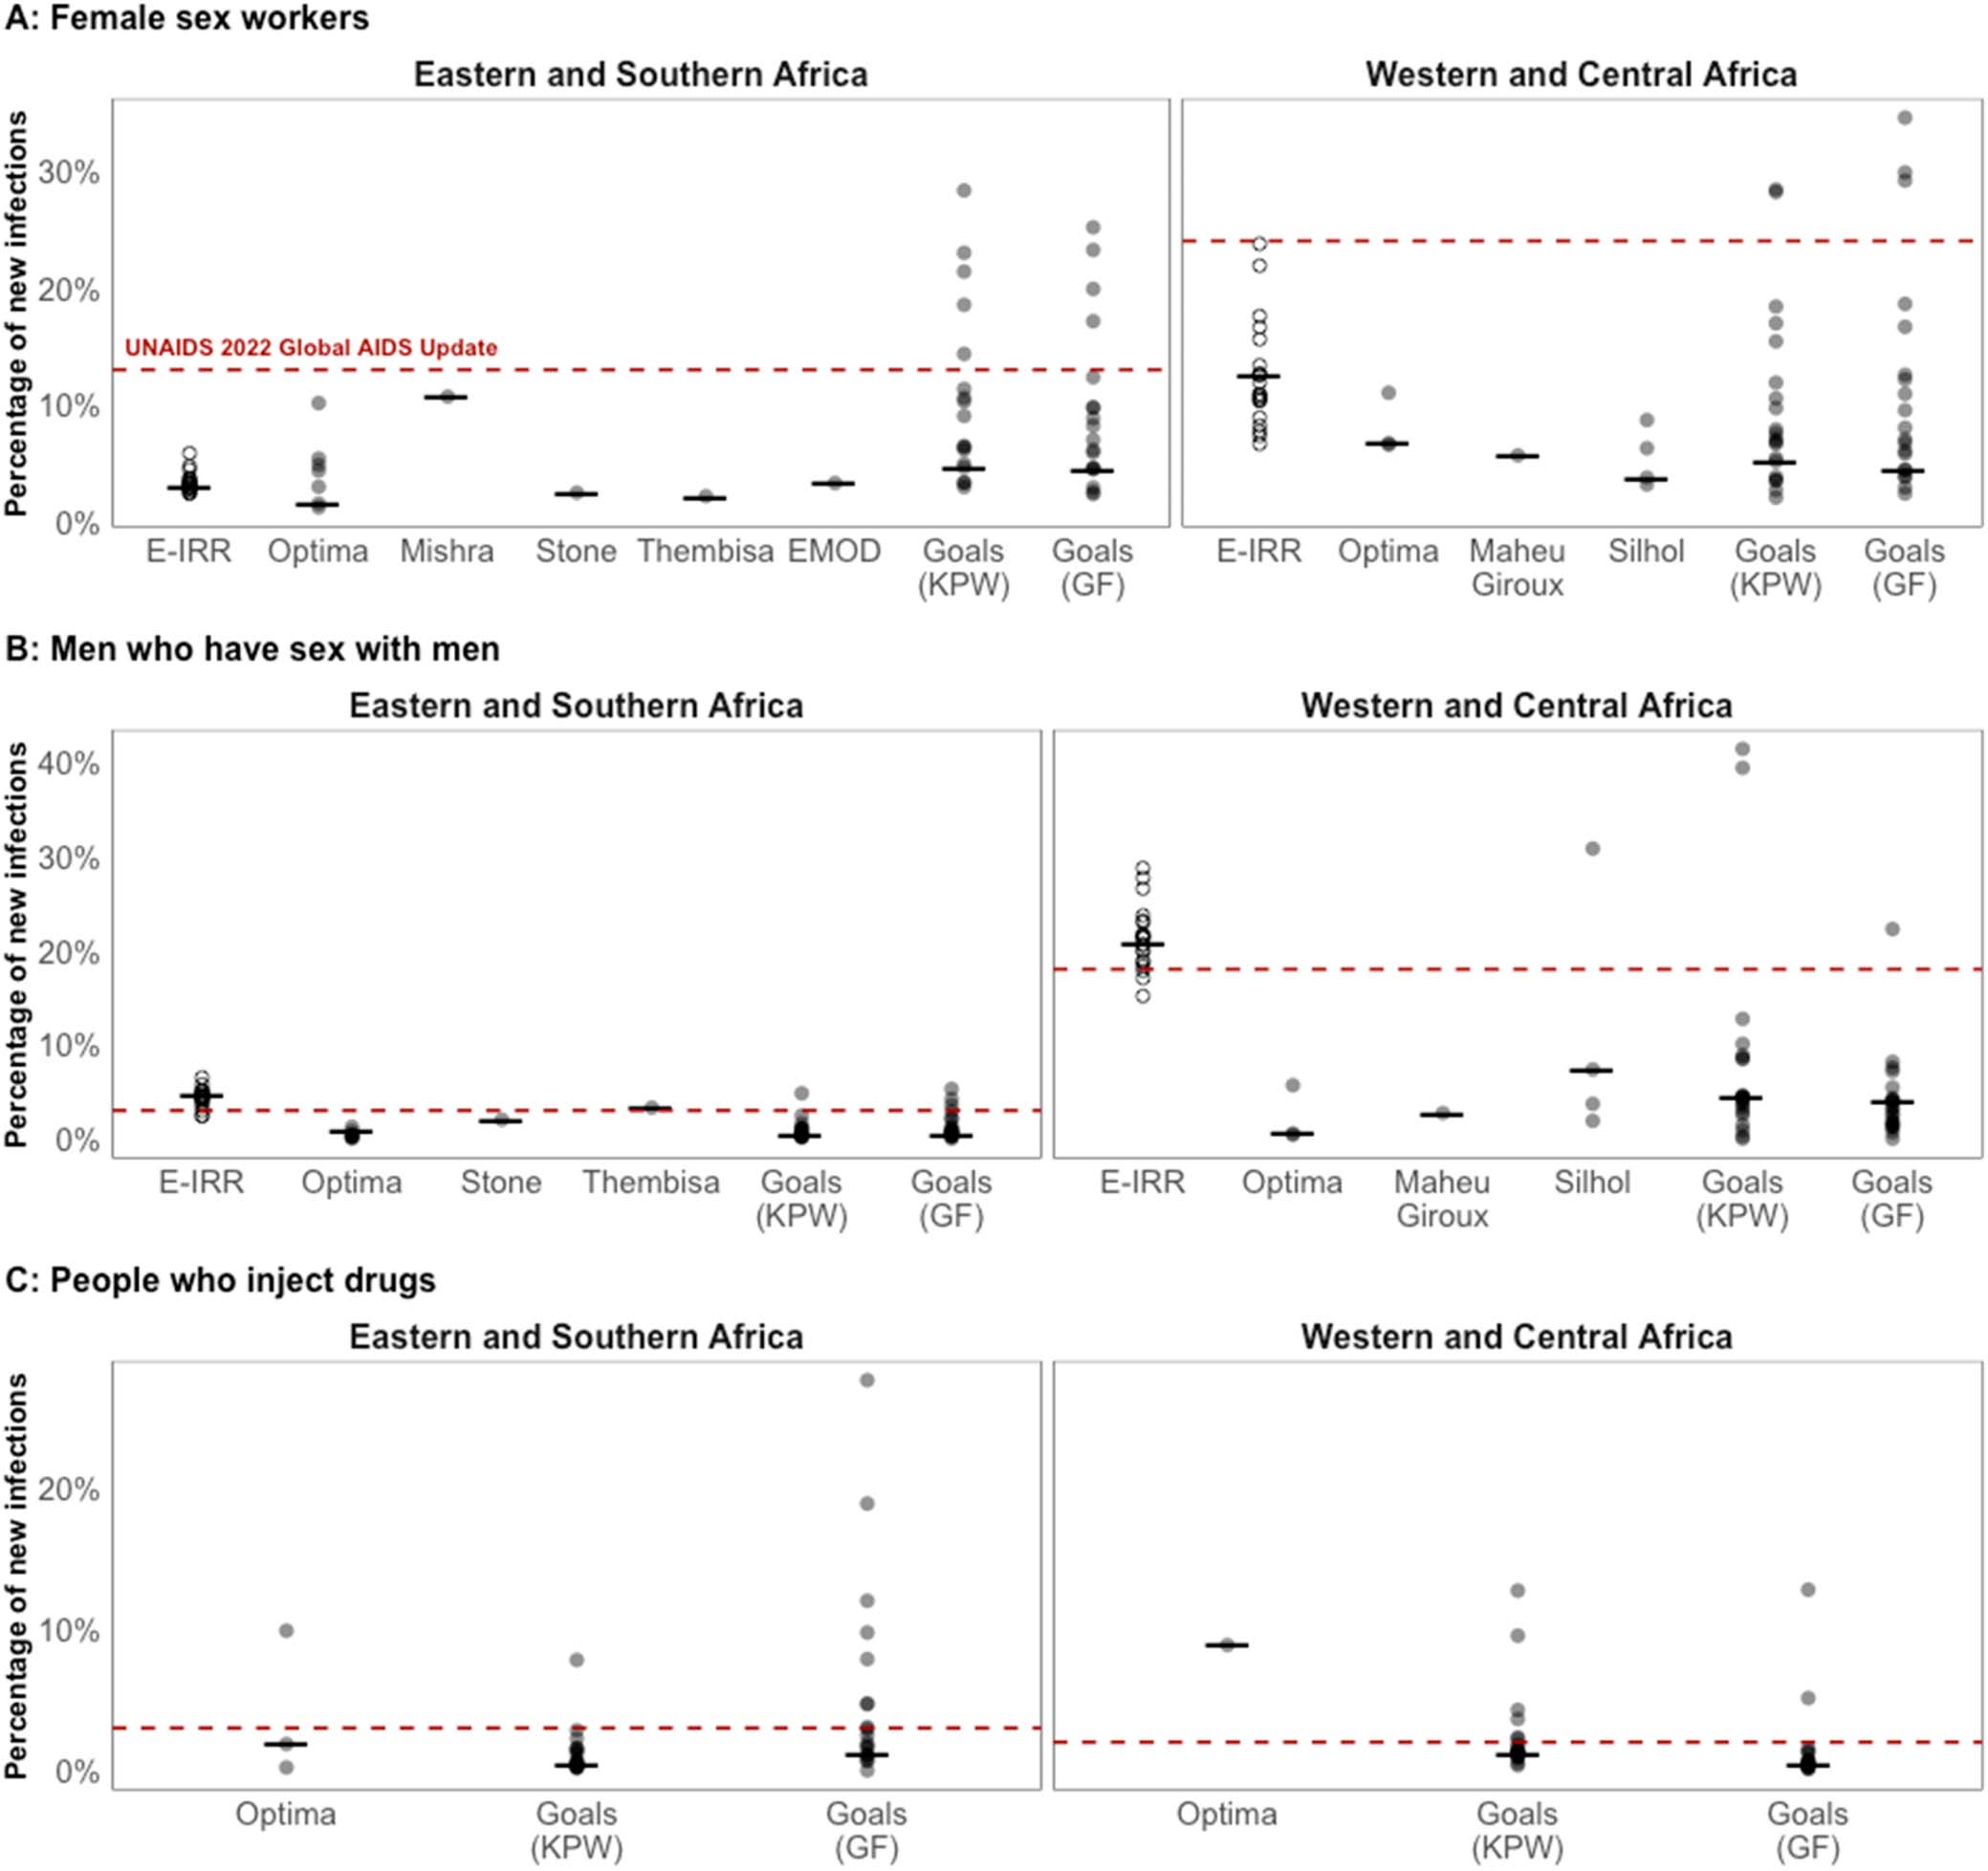 A: Female sex workers
Eastern and Southern Africa
Western and Central Africa
Percentage of new infections
30%
20%
10%
0%
UNAIDS 2022 Global AIDS Update
E-IRR Optima Mishra Stone Thembisa EMOD Goals Goals
(KPW) (GF)
E-IRR Optima Maheu Silhol Goals Goals
Giroux (KPW) (GF)
B: Men who have sex with men
Eastern and Southern Africa
Western and Central Africa
Percentage of new infections
40%
30%
20%
10%
0%
E-IRR Optima Stone Thembisa Goals Goals
(KPW) (GF)
E-IRR Optima Maheu Silhol Goals Goals
Giroux (KPW) (GF)
C: People who inject drugs
Eastern and Southern Africa
Western and Central Africa
Percentage of new infections
20%
10%
0%
Optima Goals Goals
(KPW) (GF)
Optima Goals Goals
(KPW) (GF)